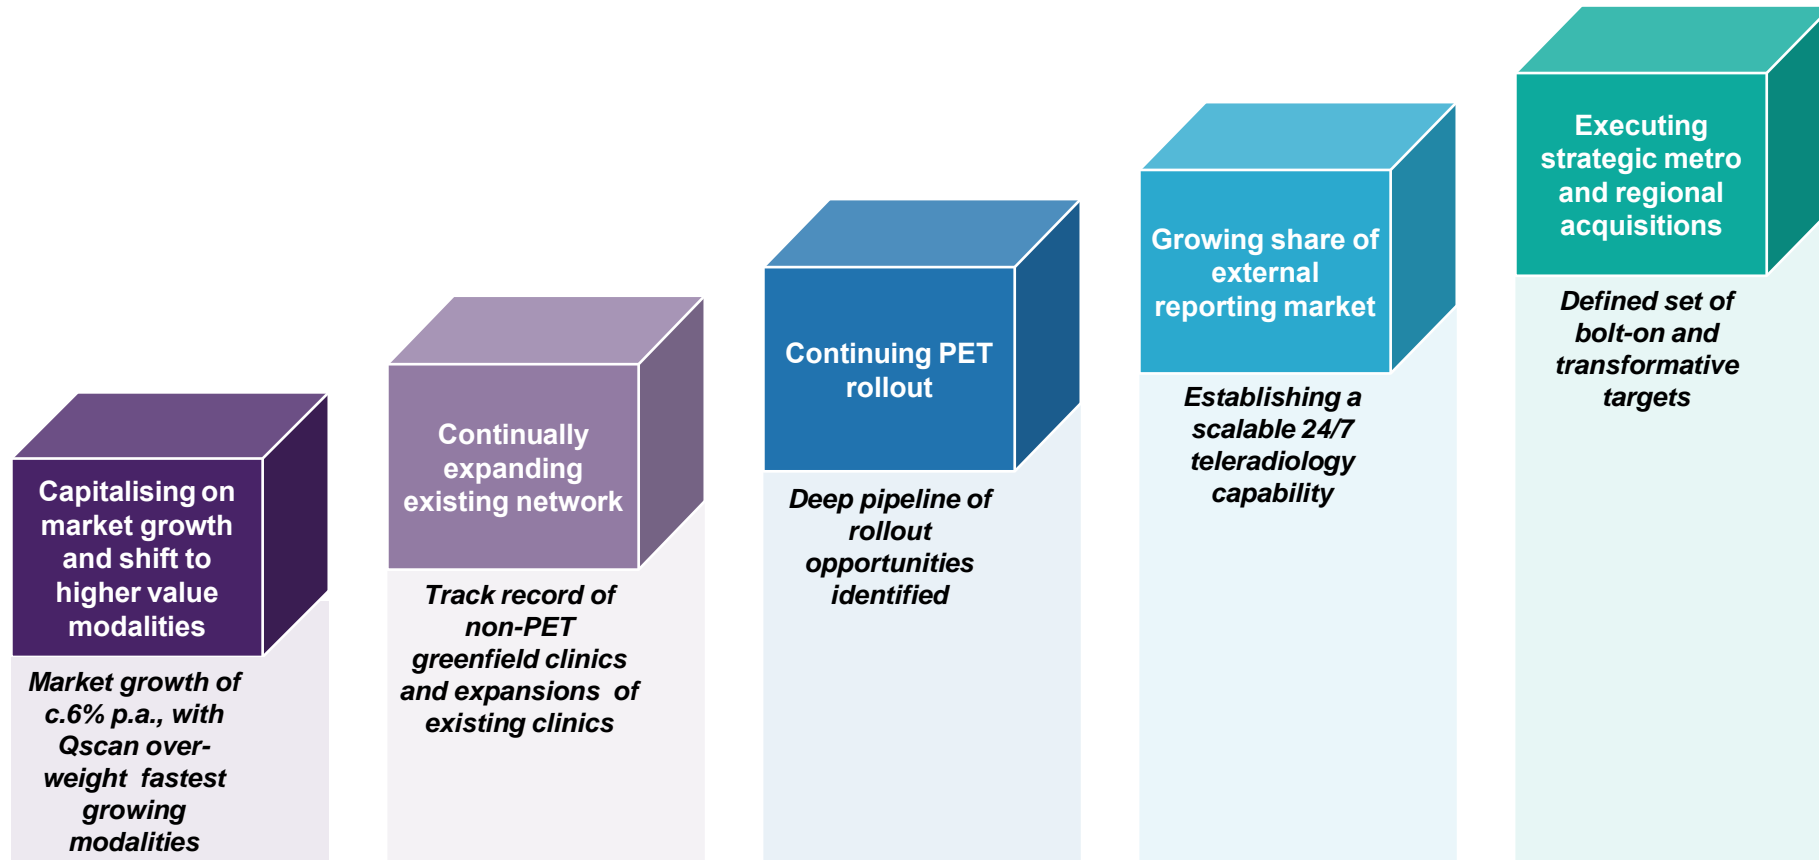 Capitalising on
market growth
and shift to
higher value
modalities
Market growth of
c.6% p.a., with
Qscan over-
weight fastest
growing
modalities
Continually
expanding
existing network
Track record of
non-PET
greenfield clinics
and expansions of
existing clinics
Continuing PET
rollout
Deep pipeline of
rollout
opportunities
identified
Growing share of
external
reporting market
Establishing a
scalable 24/7
teleradiology
capability
Executing
strategic metro
and regional
acquisitions
Defined set of
bolt-on and
transformative
targets